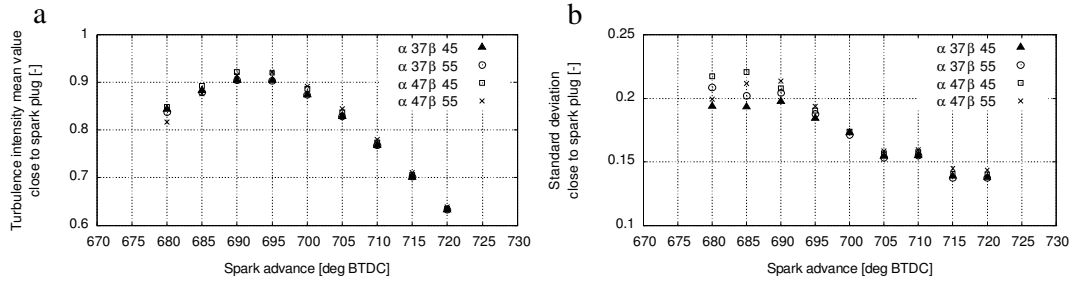 a
Turbulence intensity mean value
close to spark plug [-]
1
0.9
0.8
0.7
0.6
670 675 680 685 690 695 700 705 710 715 720 725 730
Spark advance [deg BTDC]
α 37β 45
α 37β 55
α 47β 45
α 47β 55
b
Standard deviation
close to spark plug [-]
0.25
0.2
0.15
0.1
670 675 680 685 690 695 700 705 710 715 720 725 730
Spark advance [deg BTDC]
α 37β 45
α 37β 55
α 47β 45
α 47β 55